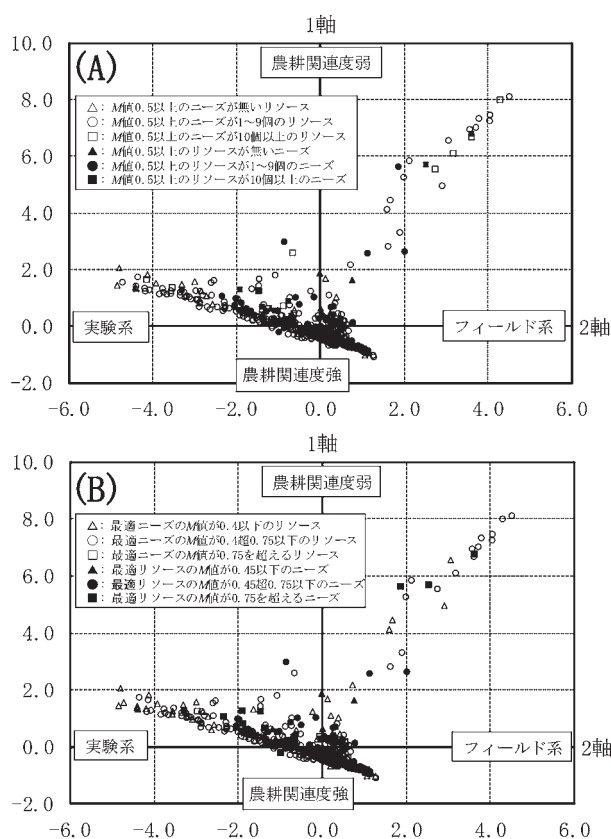 1軸
10.0
(A)
農耕関連度弱
8.0
△：M値0.5以上のニーズが無いリソース
○：M値0.5以上のニーズが1～9個のリソース
□：M値0.5以上のニーズが10個以上のリソース
▲：M値0.5以上のリソースが無いニーズ
●：M値0.5以上のリソースが1～9個のニーズ
■：M値0.5以上のリソースが10個以上のニーズ
6.0
4.0
2.0
0.0
実験系
フィールド系
2軸
農耕関連度強
-2.0
-6.0 -4.0 -2.0 0.0 2.0 4.0 6.0
1軸
10.0
(B)
農耕関連度弱
8.0
△：最適ニーズのM値が0.4以下のリソース
○：最適ニーズのM値が0.4超0.75以下のリソース
□：最適ニーズのM値が0.75を超えるリソース
▲：最適リソースのM値が0.45以下のニーズ
●：最適リソースのM値が0.45超0.75以下のニーズ
■：最適リソースのM値が0.75を超えるニーズ
6.0
4.0
2.0
0.0
実験系
フィールド系
2軸
農耕関連度強
-2.0
-6.0 -4.0 -2.0 0.0 2.0 4.0 6.0